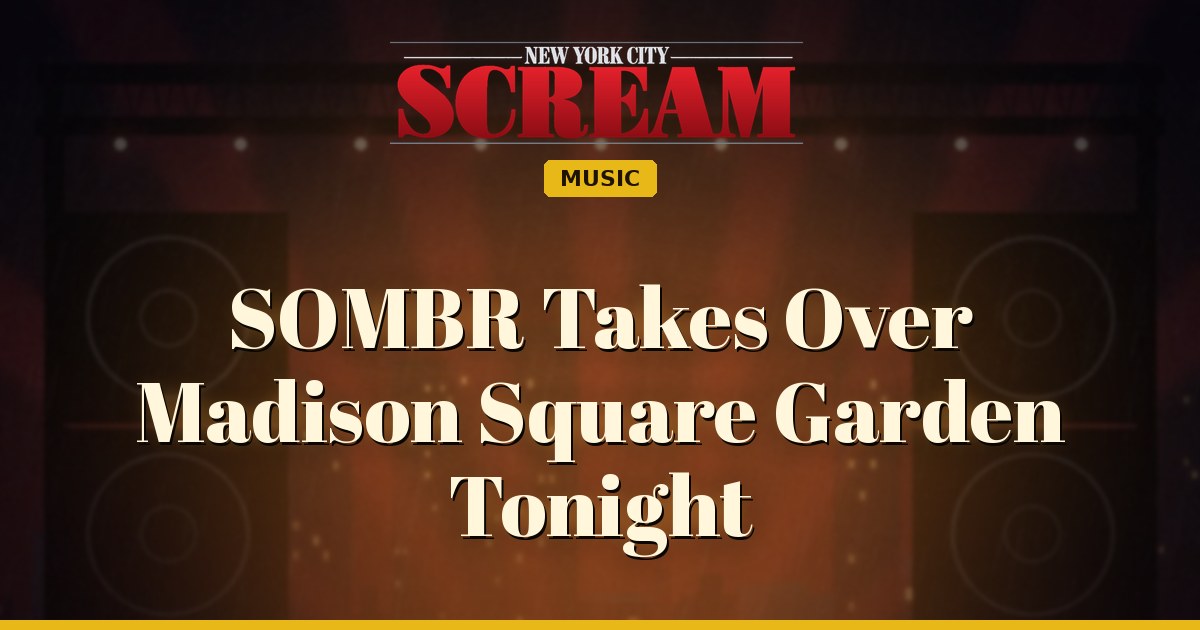 NEW YORK CITY
SCREAM
MUSIC
SOMBR Takes Over
Madison Square Garden
Tonight